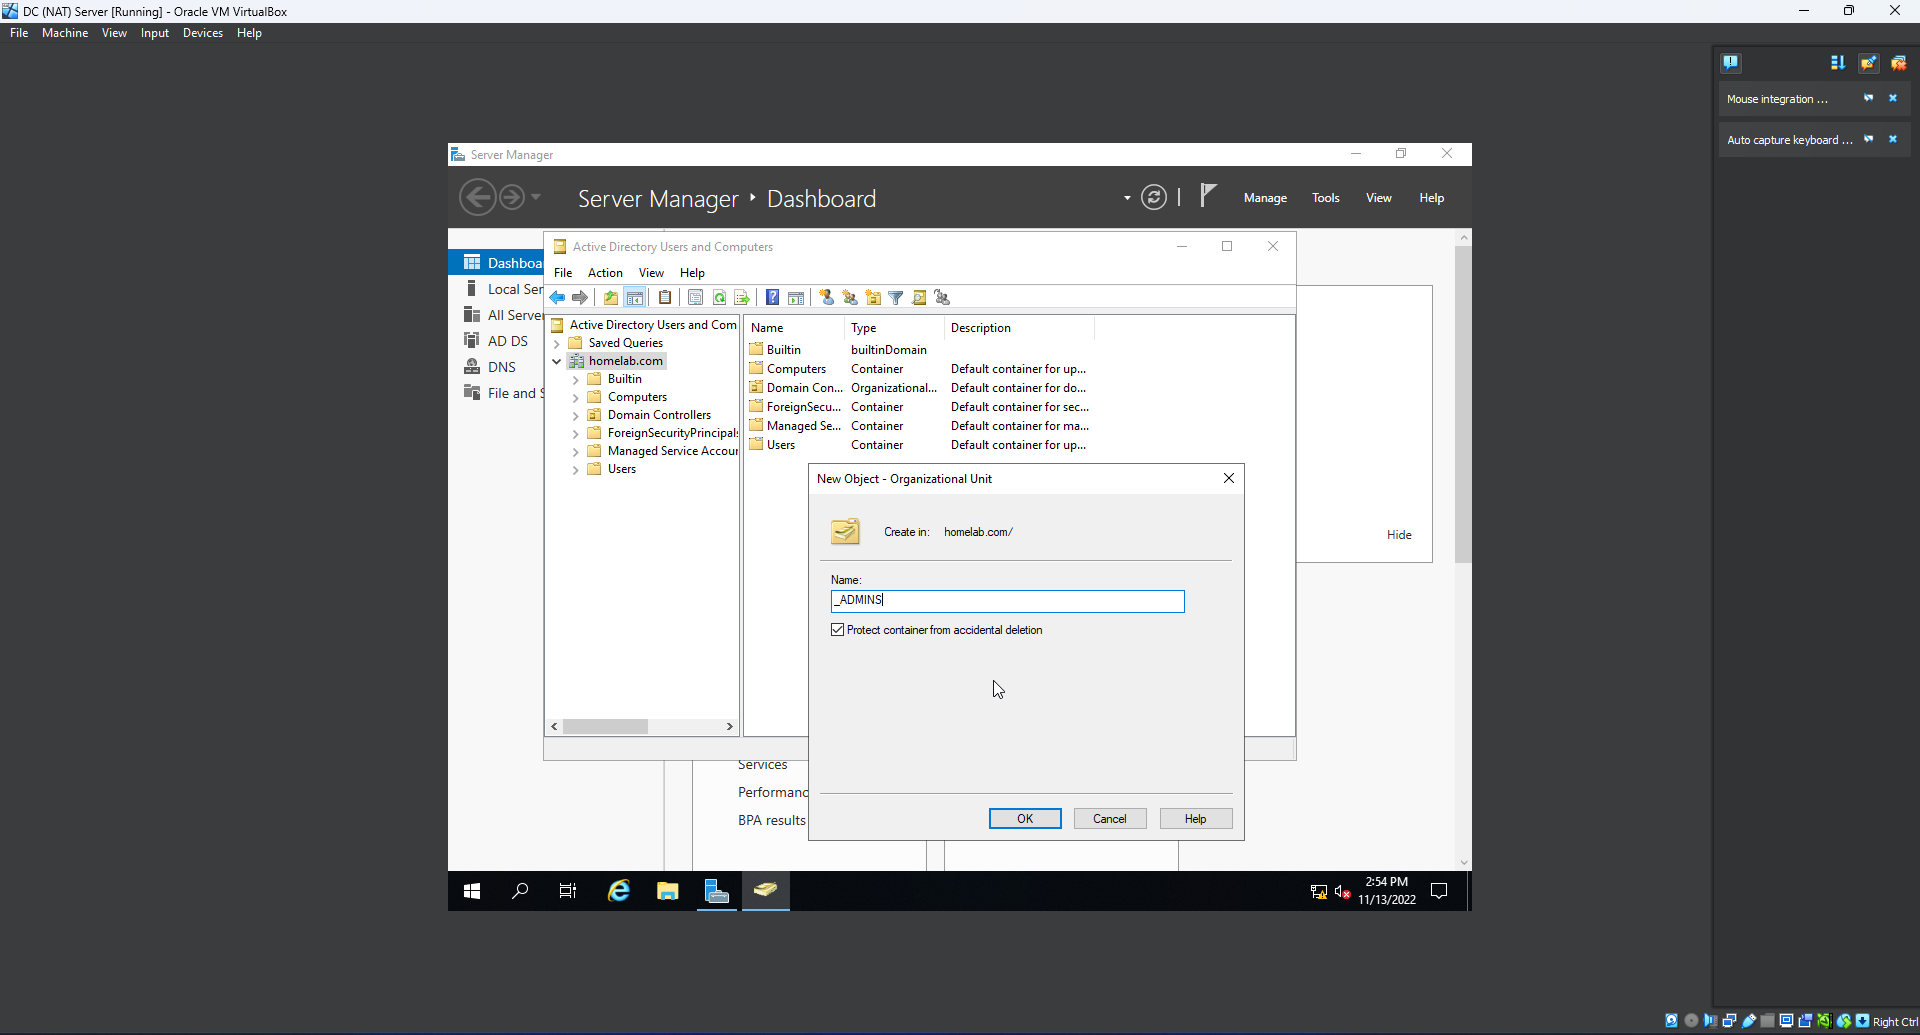 DC (NAT) Server [Running] - Oracle VM VirtualBox
File Machine View Input Devices Help
Mouse integration ...
Auto capture keyboard ...
Server Manager
Server Manager ‣ Dashboard
Manage Tools View Help
Dashboa
Local Ser
All Server
AD DS
DNS
File and S
Active Directory Users and Computers
File Action View Help
Active Directory Users and Com
Saved Queries
homelab.com
Builtin
Computers
Domain Controllers
ForeignSecurityPrincipals
Managed Service Accour
Users
Name Type Description
Builtin builtinDomain
Computers Container Default container for up...
Domain Con... Organizational... Default container for do...
ForeignSecu... Container Default container for sec...
Managed Se... Container Default container for ma...
Users Container Default container for up...
Hide
New Object - Organizational Unit
Create in: homelab.com/
Name:
_ADMINS
Protect container from accidental deletion
OK Cancel Help
Services
Performanc
BPA results
2:54 PM
11/13/2022
Right Ctrl